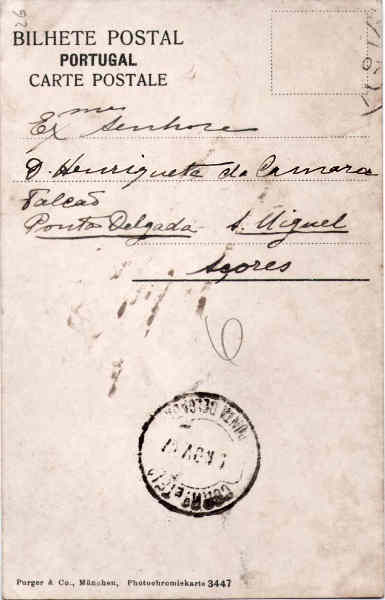 BILHETE POSTAL
PORTUGAL
CARTE POSTALE
Exmª Senhora
D. Henriqueta da Camara
Falcão
Ponta Delgada S. Miguel
Açores
6
PONTA DELGADA
Purger & Co., München, Photochromiekarte 3447